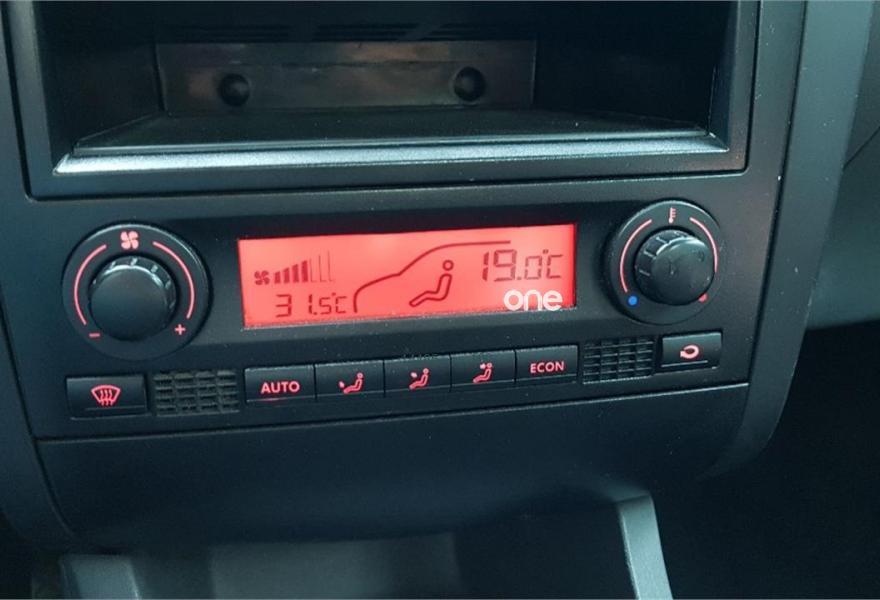 19.0°C
31.5°C
one
AUTO
ECON
- +